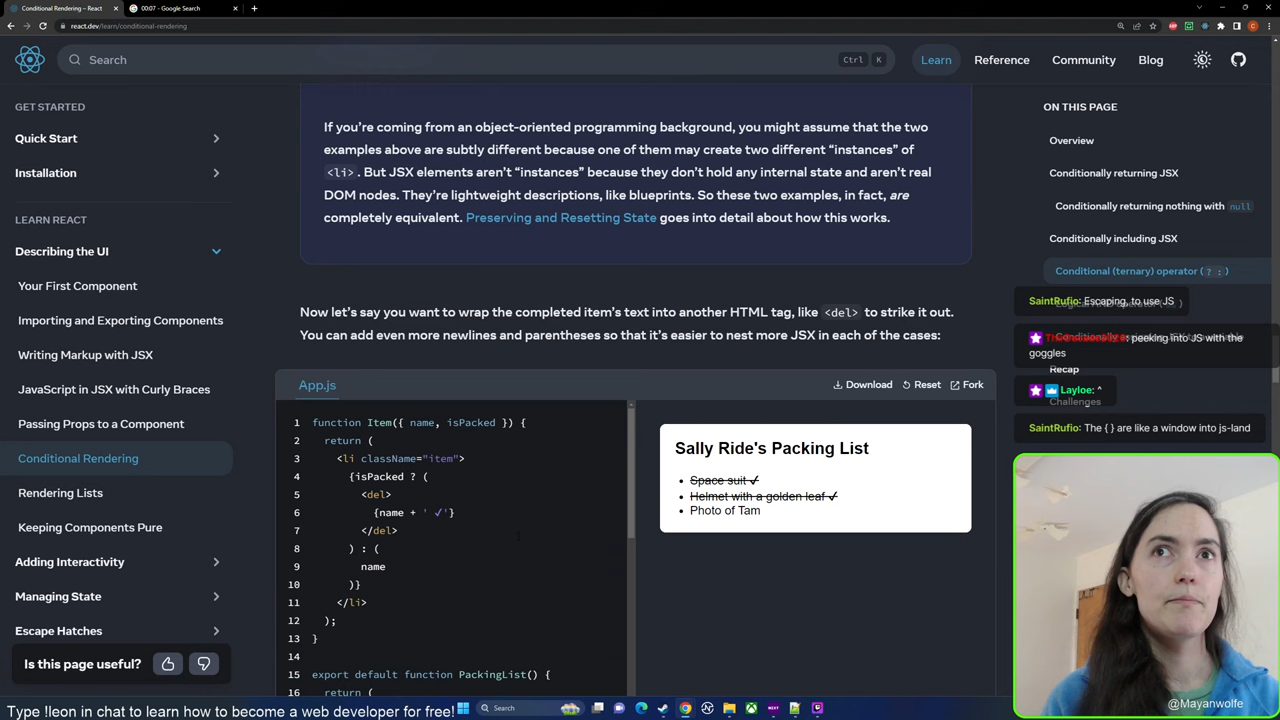 Conditional Rendering – React
00:07 - Google Search
react.dev/learn/conditional-rendering
Search
Ctrl K
Learn
Reference
Community
Blog
GET STARTED
Quick Start
Installation
LEARN REACT
Describing the UI
Your First Component
Importing and Exporting Components
Writing Markup with JSX
JavaScript in JSX with Curly Braces
Passing Props to a Component
Conditional Rendering
Rendering Lists
Keeping Components Pure
Adding Interactivity
Managing State
Escape Hatches
Is this page useful?
If you’re coming from an object-oriented programming background, you might assume that the two
examples above are subtly different because one of them may create two different “instances” of
<li>. But JSX elements aren’t “instances” because they don’t hold any internal state and aren’t real
DOM nodes. They’re lightweight descriptions, like blueprints. So these two examples, in fact, are
completely equivalent. Preserving and Resetting State goes into detail about how this works.
Now let’s say you want to wrap the completed item’s text into another HTML tag, like <del> to strike it out.
You can add even more newlines and parentheses so that it’s easier to nest more JSX in each of the cases:
App.js
Download
Reset
Fork
1 function Item({ name, isPacked }) {
2 return (
3 <li className="item">
4 {isPacked ? (
5 <del>
6 {name + ' ✓'}
7 </del>
8 ) : (
9 name
10 )}
11 </li>
12 );
13 }
14
15 export default function PackingList() {
16 return (
Sally Ride's Packing List
Space suit ✓
Helmet with a golden leaf ✓
Photo of Tam
ON THIS PAGE
Overview
Conditionally returning JSX
Conditionally returning nothing with null
Conditionally including JSX
Conditional (ternary) operator (? :)
SaintRufio: Escaping, to use JS
: peeking into JS with the
goggles
Recap
Layloe: ^
Challenges
SaintRufio: The { } are like a window into js-land
Type !leon in chat to learn how to become a web developer for free!
Search
@Mayanwolfe